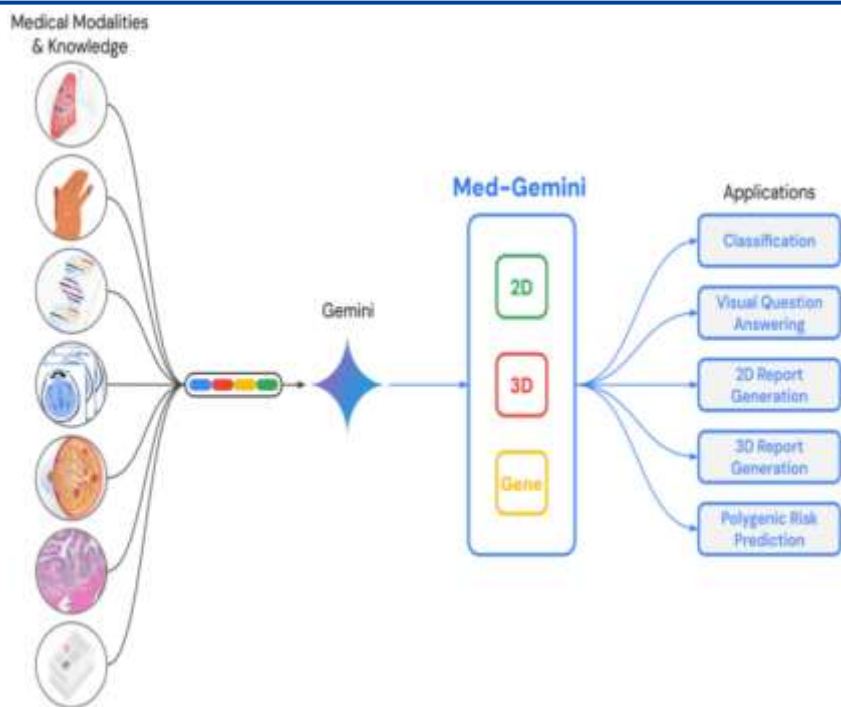 Medical Modalities
& Knowledge
Gemini
Med-Gemini
2D
3D
Gene
Applications
Classification
Visual Question
Answering
2D Report
Generation
3D Report
Generation
Polygenic Risk
Prediction